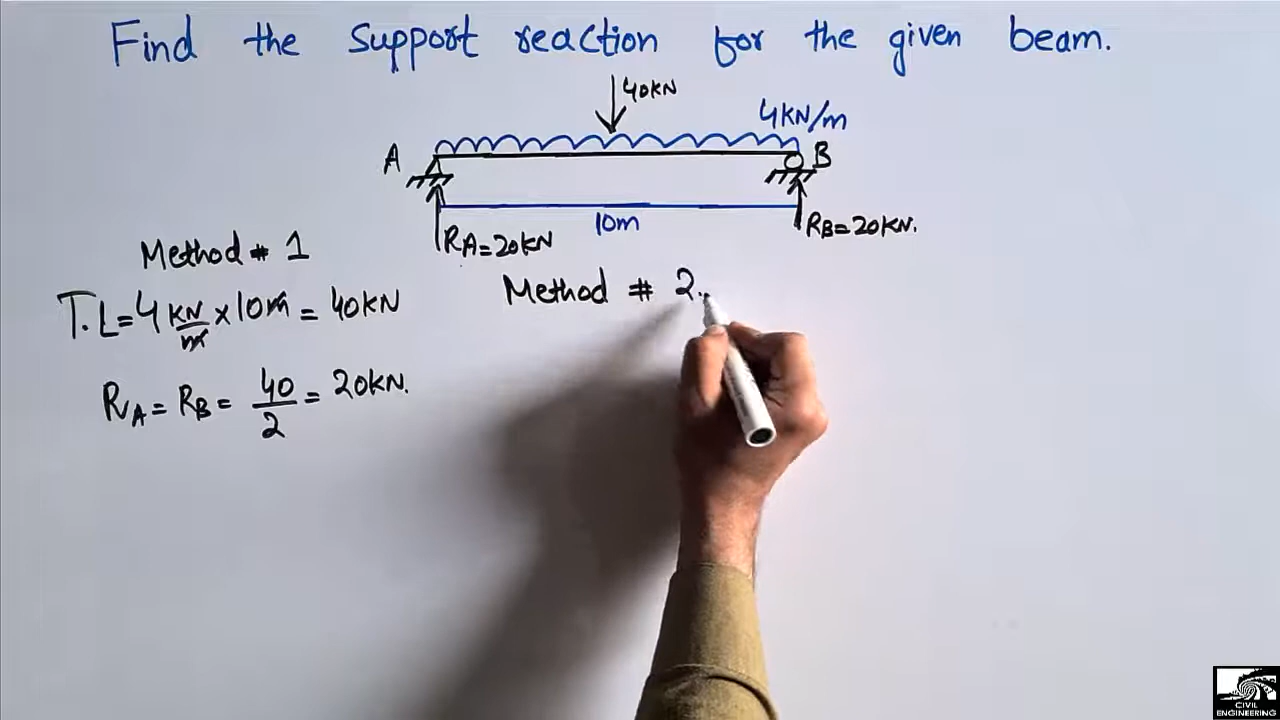 Find the support reaction for the given beam.
40KN
4KN/m
A
B
10m
RA=20KN
RB=20KN.
Method # 1
T.L=4 KN/m x 10m = 40KN
RA = RB = 40/2 = 20KN.
Method # 2.
CIVIL
ENGINEERING